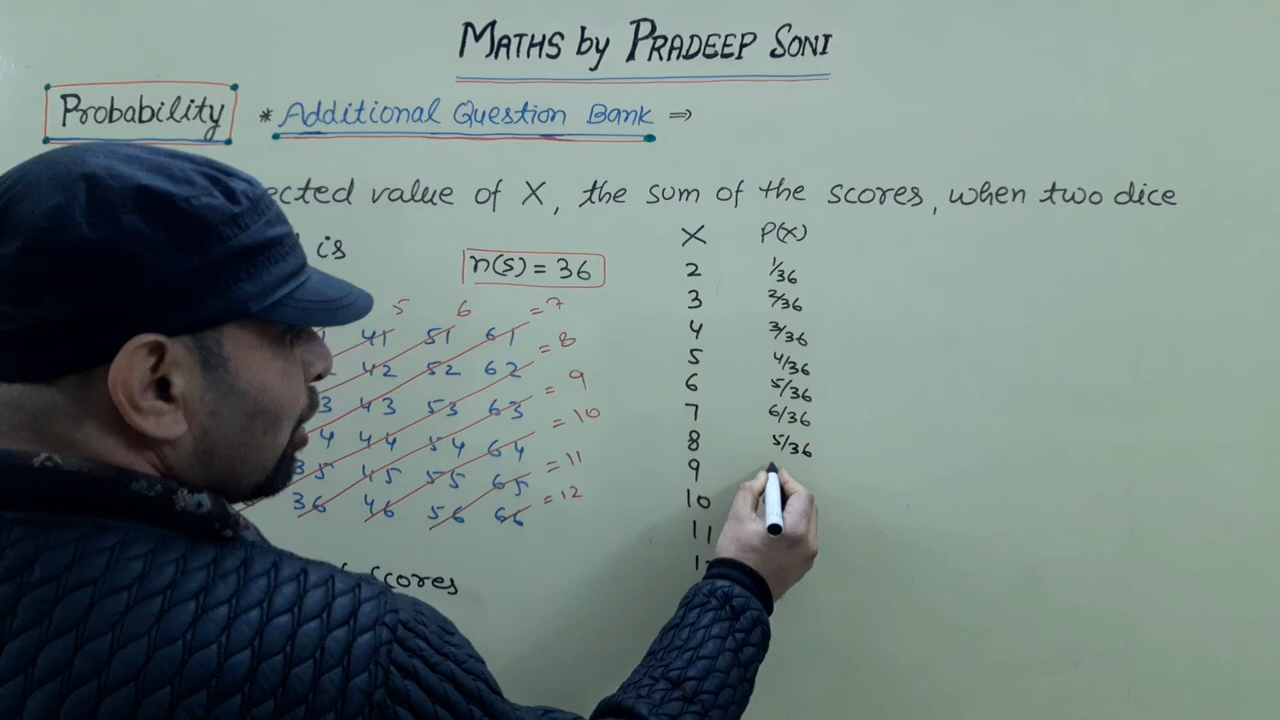 MATHS by PRADEEP SONI
Probability * Additional Question Bank ⇒
value of X, the sum of the scores, when two dice
is
n(s) = 36
X P(X)
2 1/36
3 2/36
4 3/36
5 4/36
6 5/36
7 6/36
8 5/36
9
10
11
5 6 = 7
41 51 61 = 8
42 52 62 = 9
43 53 63 = 10
44 54 64 = 11
35 45 55 65 = 12
36 46 56 66
scores